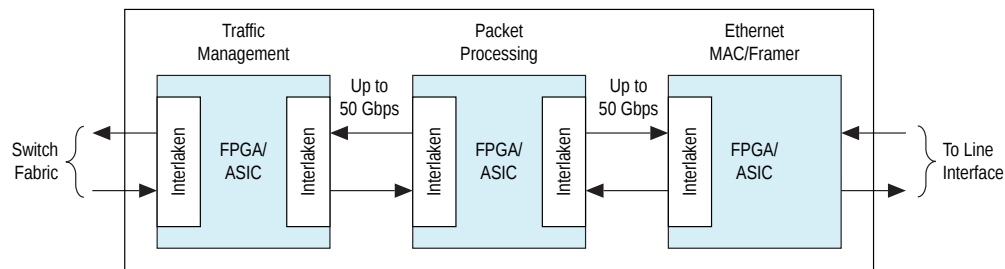 Traffic
Management
Packet
Processing
Ethernet
MAC/Framer
Up to
50 Gbps
Up to
50 Gbps
Switch
Fabric
Interlaken
FPGA/
ASIC
Interlaken
Interlaken
FPGA/
ASIC
Interlaken
Interlaken
FPGA/
ASIC
To Line
Interface